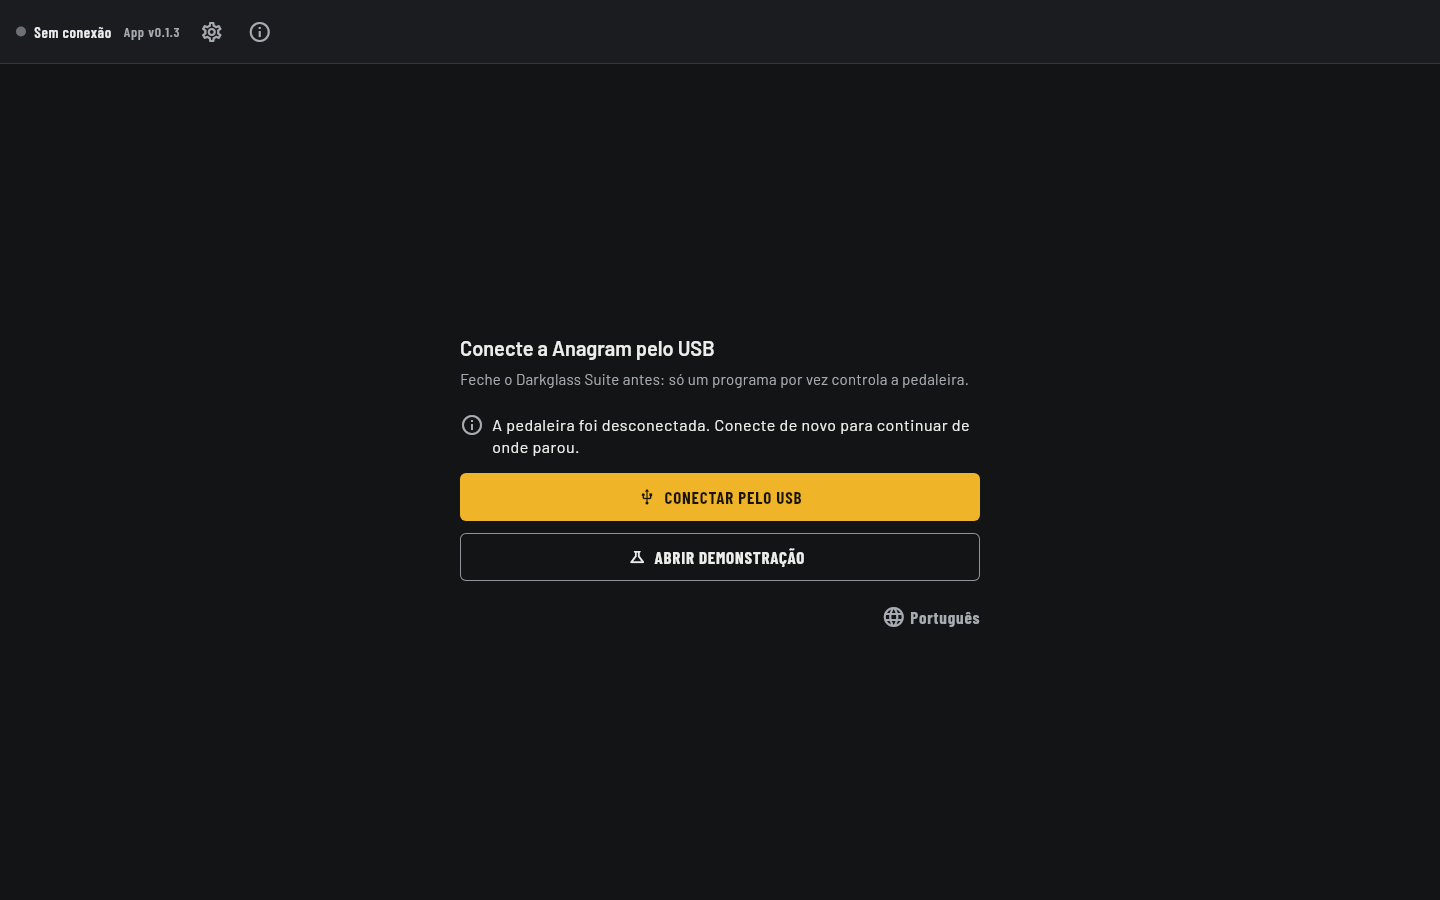 Sem conexão App v0.1.3
Conecte a Anagram pelo USB
Feche o Darkglass Suite antes: só um programa por vez controla a pedaleira.
A pedaleira foi desconectada. Conecte de novo para continuar de
onde parou.
CONECTAR PELO USB
ABRIR DEMONSTRAÇÃO
Português